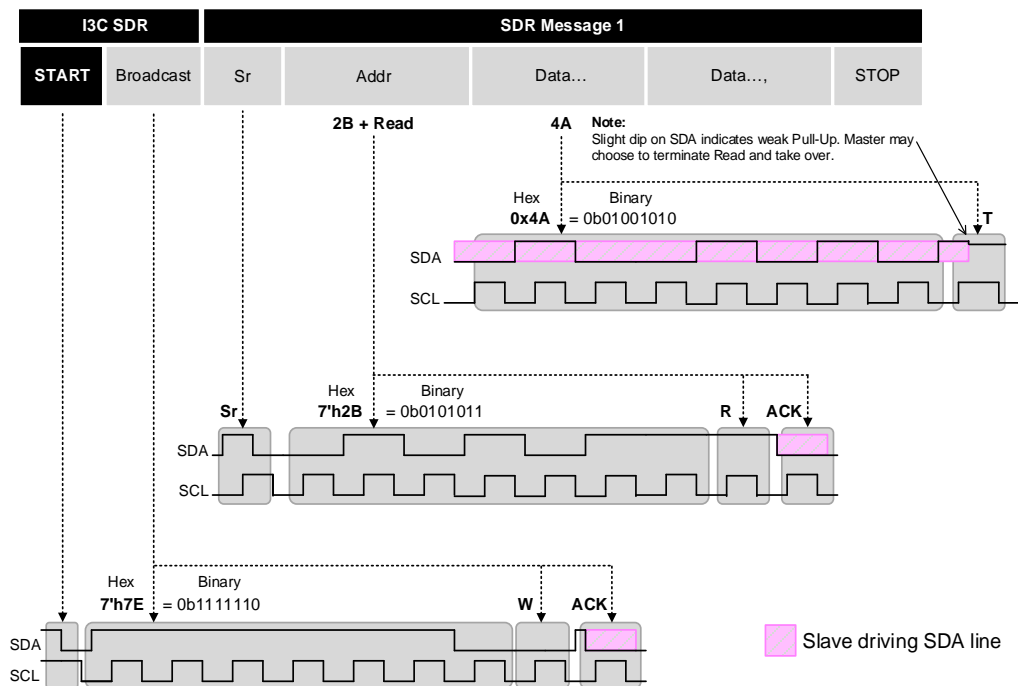 I3C SDR SDR Message 1
START Broadcast Sr Addr Data… Data…, STOP
2B + Read 4A Note:
Slight dip on SDA indicates weak Pull-Up. Master may
choose to terminate Read and take over.
Hex Binary
0x4A = 0b01001010 T
SDA
SCL
Hex Binary
Sr 7'h2B = 0b0101011 R ACK
SDA
SCL
Hex Binary
7'h7E = 0b1111110 W ACK
SDA
SCL
Slave driving SDA line